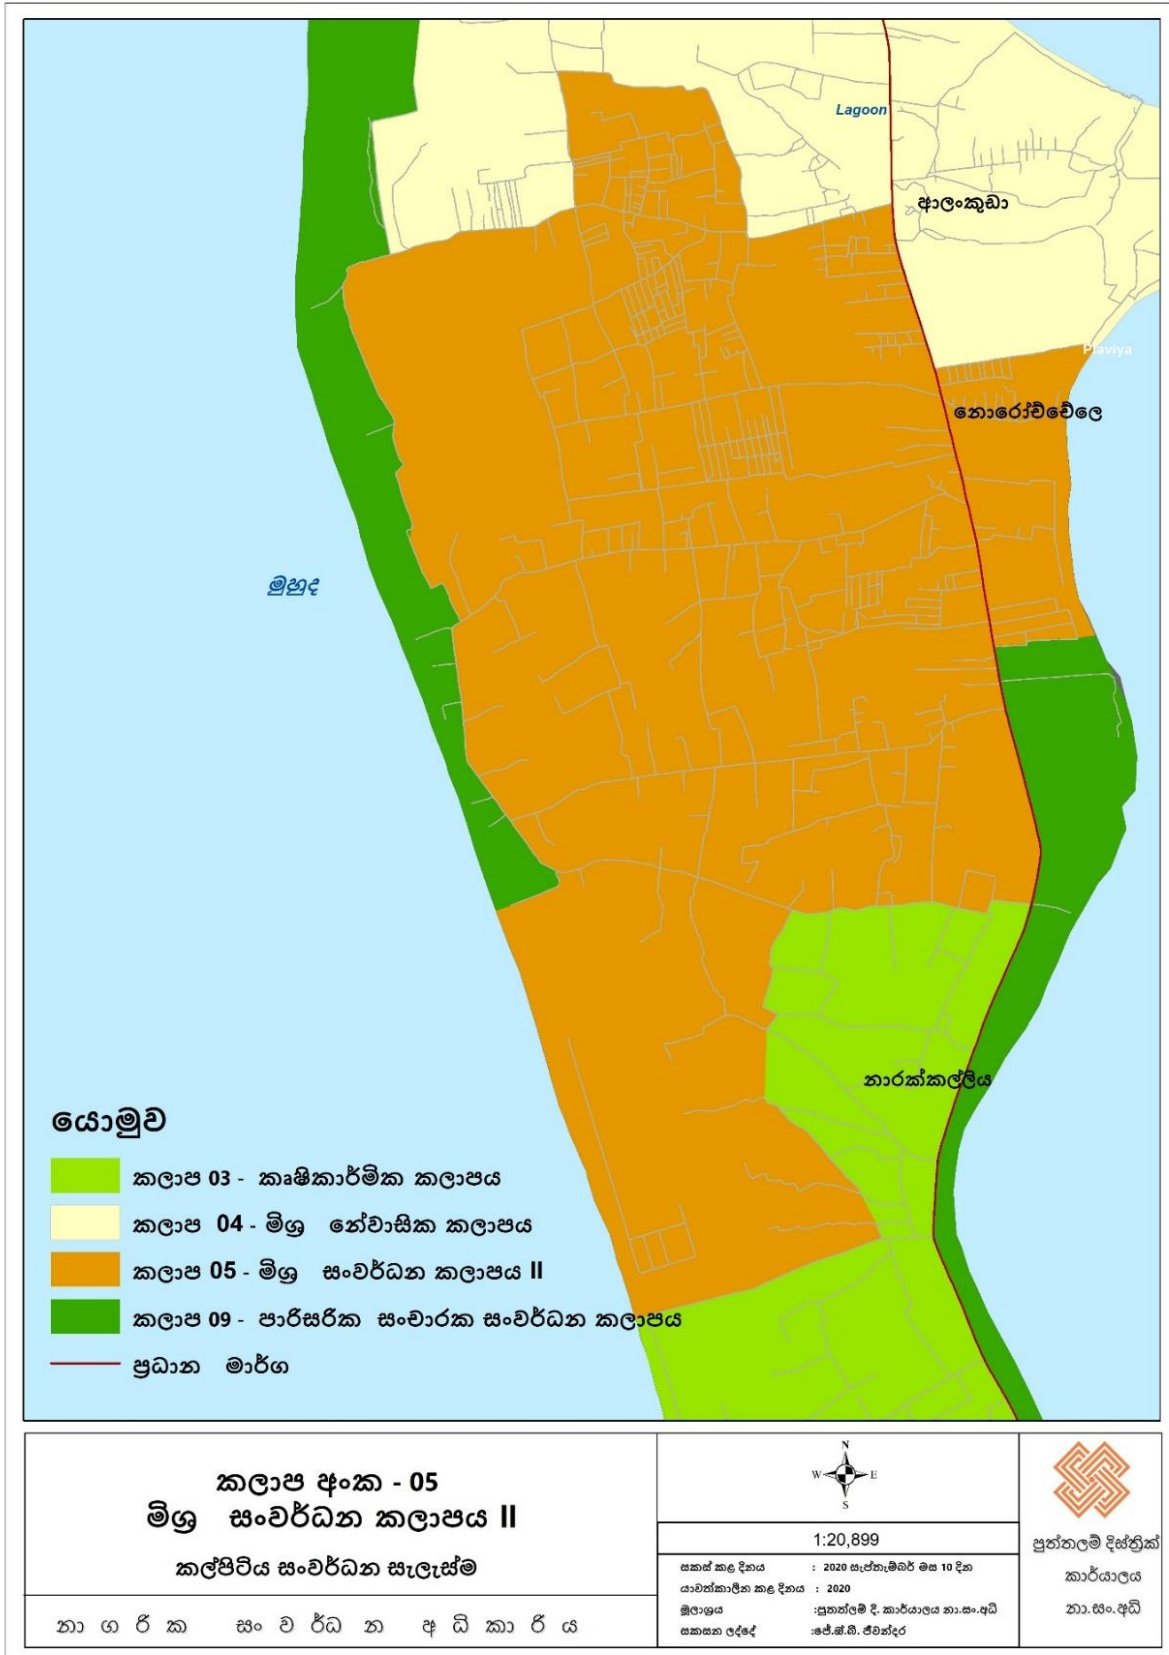 Lagoon
ආලංකුඩා
Plaviya
නොරෝච්චෝලෙ
මුහුද
නාරක්කල්ලිය
යොමුව
කලාප 03 - කෘෂිකාර්මික කලාපය
කලාප 04 - මිශ්‍ර නේවාසික කලාපය
කලාප 05 - මිශ්‍ර සංවර්ධන කලාපය II
කලාප 09 - පාරිසරික සංචාරක සංවර්ධන කලාපය
ප්‍රධාන මාර්ග
කලාප අංක - 05
මිශ්‍ර සංවර්ධන කලාපය II
කල්පිටිය සංවර්ධන සැලැස්ම
නාගරික සංවර්ධන අධිකාරිය
N
W E
S
1:20,899
සකස් කළ දිනය : 2020 සැප්තැම්බර් මස 10 දින
යාවත්කාලීන කළ දිනය : 2020
මූලාශ්‍රය :පුතත්ලම් දි. කාර්යාලය නා.සං.අධි
සකසන ලද්දේ :ජේ.ඒ.බී. ජීවන්දර
පුත්තලම් දිස්ත්‍රික්
කාර්යාලය
නා.සං.අධි